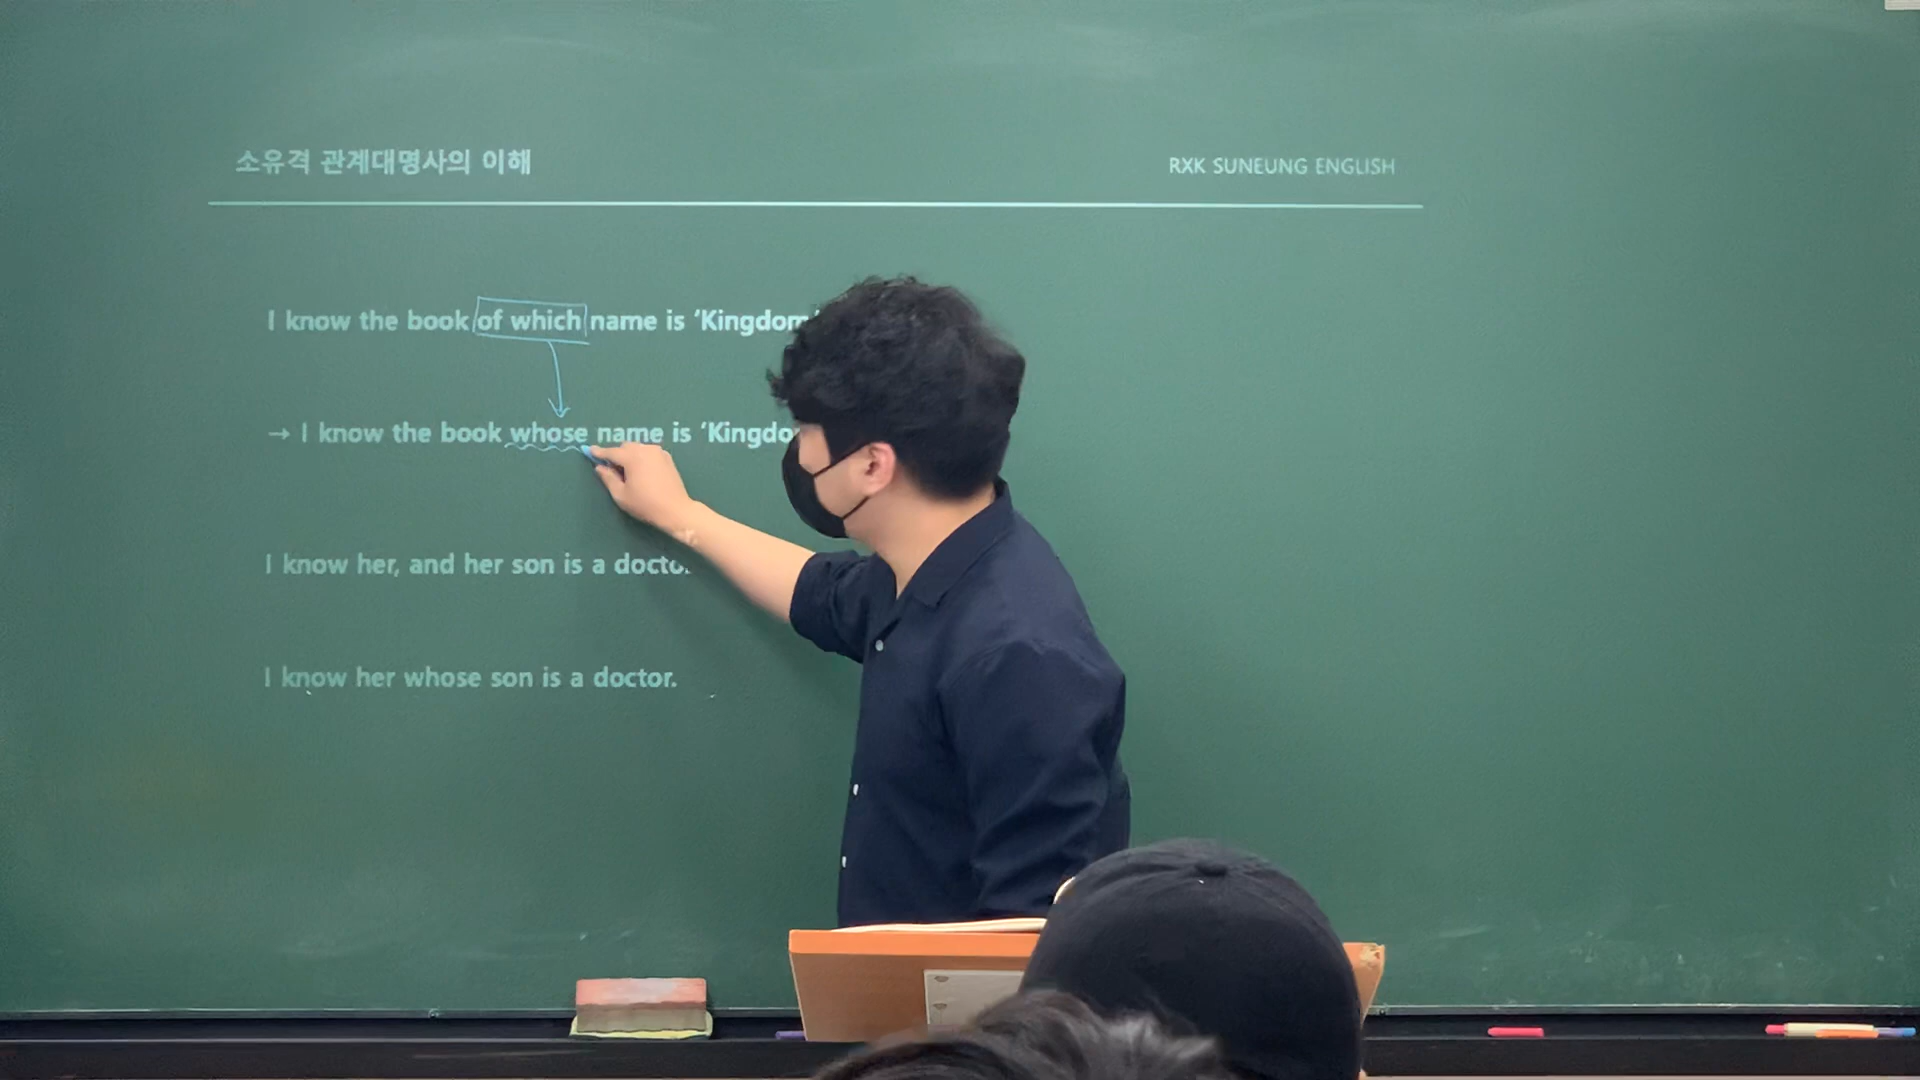 소유격 관계대명사의 이해
RXK SUNEUNG ENGLISH
I know the book of which name is ‘Kingdom’
→ I know the book whose name is
I know her, and her son is a doctor.
I know her whose son is a doctor.